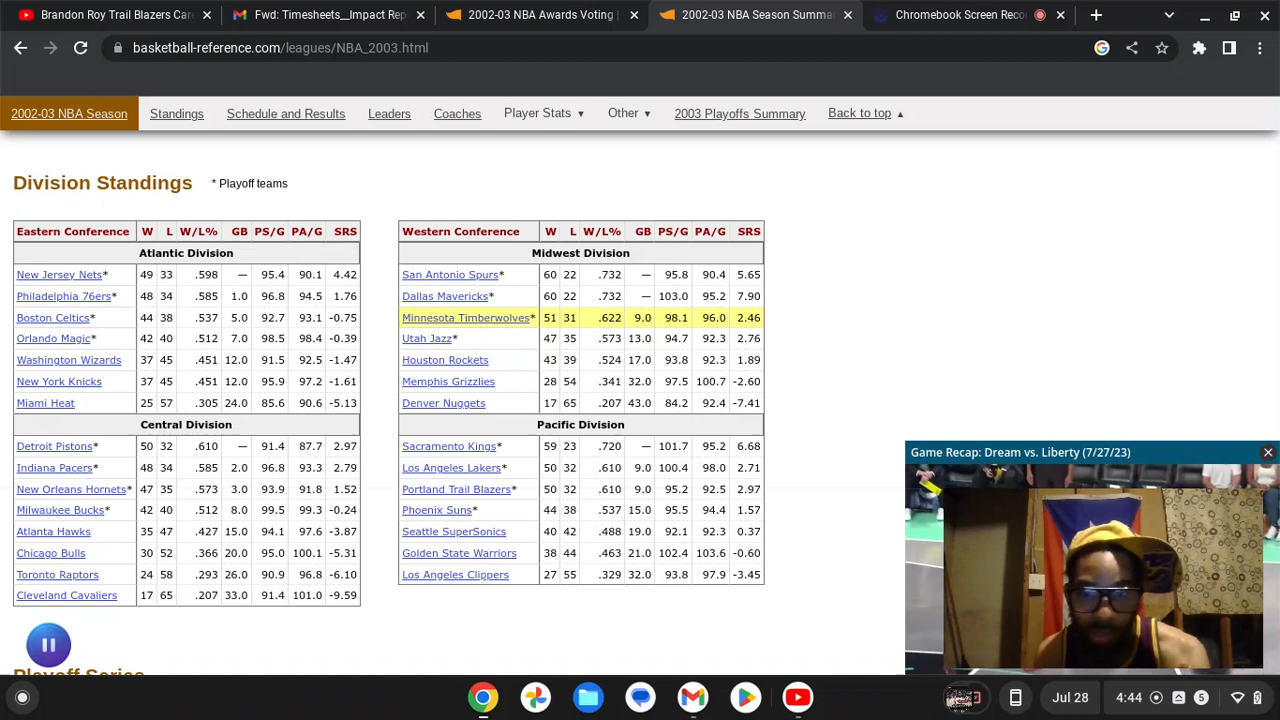 Brandon Roy Trail Blazers Car
Fwd: Timesheets__Impact Rep
2002-03 NBA Awards Voting |
2002-03 NBA Season Summa
Chromebook Screen Reco
basketball-reference.com/leagues/NBA_2003.html
2002-03 NBA Season Standings Schedule and Results Leaders Coaches Player Stats ▼ Other ▼ 2003 Playoffs Summary Back to top ▲
Division Standings * Playoff teams
Eastern Conference W L W/L% GB PS/G PA/G SRS
Atlantic Division
New Jersey Nets* 49 33 .598 — 95.4 90.1 4.42
Philadelphia 76ers* 48 34 .585 1.0 96.8 94.5 1.76
Boston Celtics* 44 38 .537 5.0 92.7 93.1 -0.75
Orlando Magic* 42 40 .512 7.0 98.5 98.4 -0.39
Washington Wizards 37 45 .451 12.0 91.5 92.5 -1.47
New York Knicks 37 45 .451 12.0 95.9 97.2 -1.61
Miami Heat 25 57 .305 24.0 85.6 90.6 -5.13
Central Division
Detroit Pistons* 50 32 .610 — 91.4 87.7 2.97
Indiana Pacers* 48 34 .585 2.0 96.8 93.3 2.79
New Orleans Hornets* 47 35 .573 3.0 93.9 91.8 1.52
Milwaukee Bucks* 42 40 .512 8.0 99.5 99.3 -0.24
Atlanta Hawks 35 47 .427 15.0 94.1 97.6 -3.87
Chicago Bulls 30 52 .366 20.0 95.0 100.1 -5.31
Toronto Raptors 24 58 .293 26.0 90.9 96.8 -6.10
Cleveland Cavaliers 17 65 .207 33.0 91.4 101.0 -9.59
Western Conference W L W/L% GB PS/G PA/G SRS
Midwest Division
San Antonio Spurs* 60 22 .732 — 95.8 90.4 5.65
Dallas Mavericks* 60 22 .732 — 103.0 95.2 7.90
Minnesota Timberwolves* 51 31 .622 9.0 98.1 96.0 2.46
Utah Jazz* 47 35 .573 13.0 94.7 92.3 2.76
Houston Rockets 43 39 .524 17.0 93.8 92.3 1.89
Memphis Grizzlies 28 54 .341 32.0 97.5 100.7 -2.60
Denver Nuggets 17 65 .207 43.0 84.2 92.4 -7.41
Pacific Division
Sacramento Kings* 59 23 .720 — 101.7 95.2 6.68
Los Angeles Lakers* 50 32 .610 9.0 100.4 98.0 2.71
Portland Trail Blazers* 50 32 .610 9.0 95.2 92.5 2.97
Phoenix Suns* 44 38 .537 15.0 95.5 94.4 1.57
Seattle SuperSonics 40 42 .488 19.0 92.1 92.3 0.37
Golden State Warriors 38 44 .463 21.0 102.4 103.6 -0.60
Los Angeles Clippers 27 55 .329 32.0 93.8 97.9 -3.45
Game Recap: Dream vs. Liberty (7/27/23)
Playoff Series
Jul 28 4:44 5